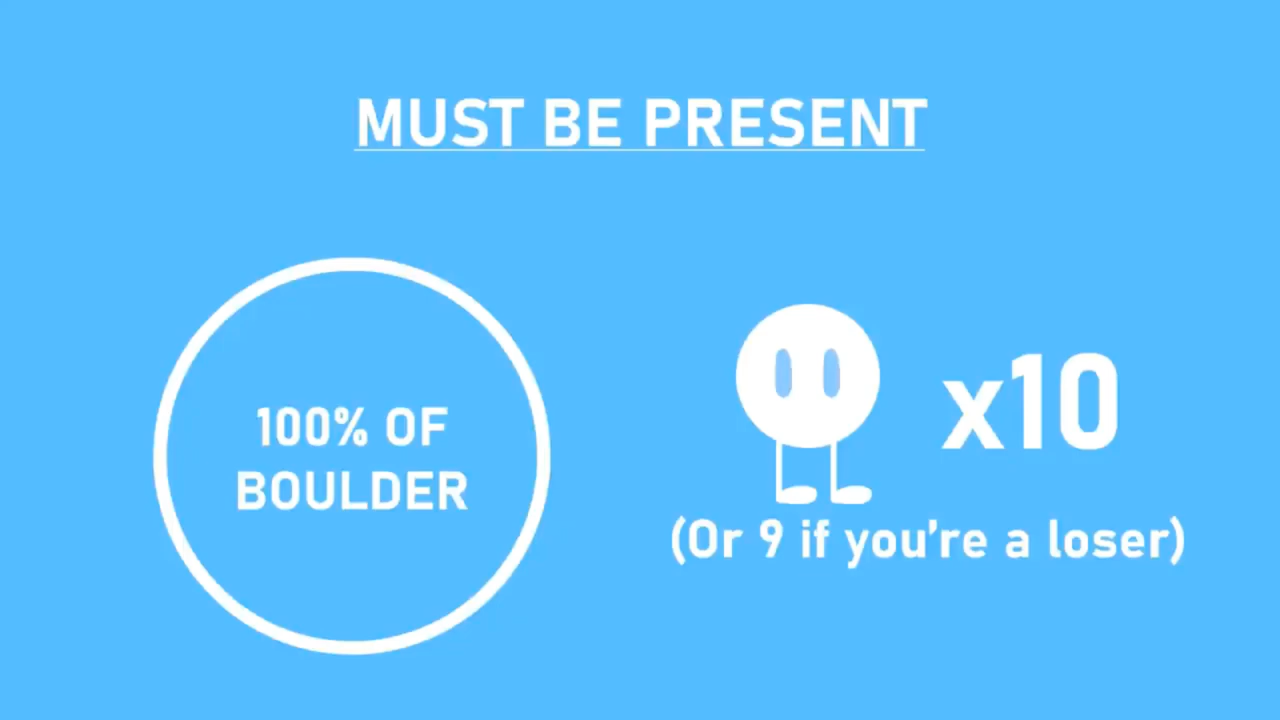 MUST BE PRESENT
100% OF
BOULDER
x10
(Or 9 if you're a loser)